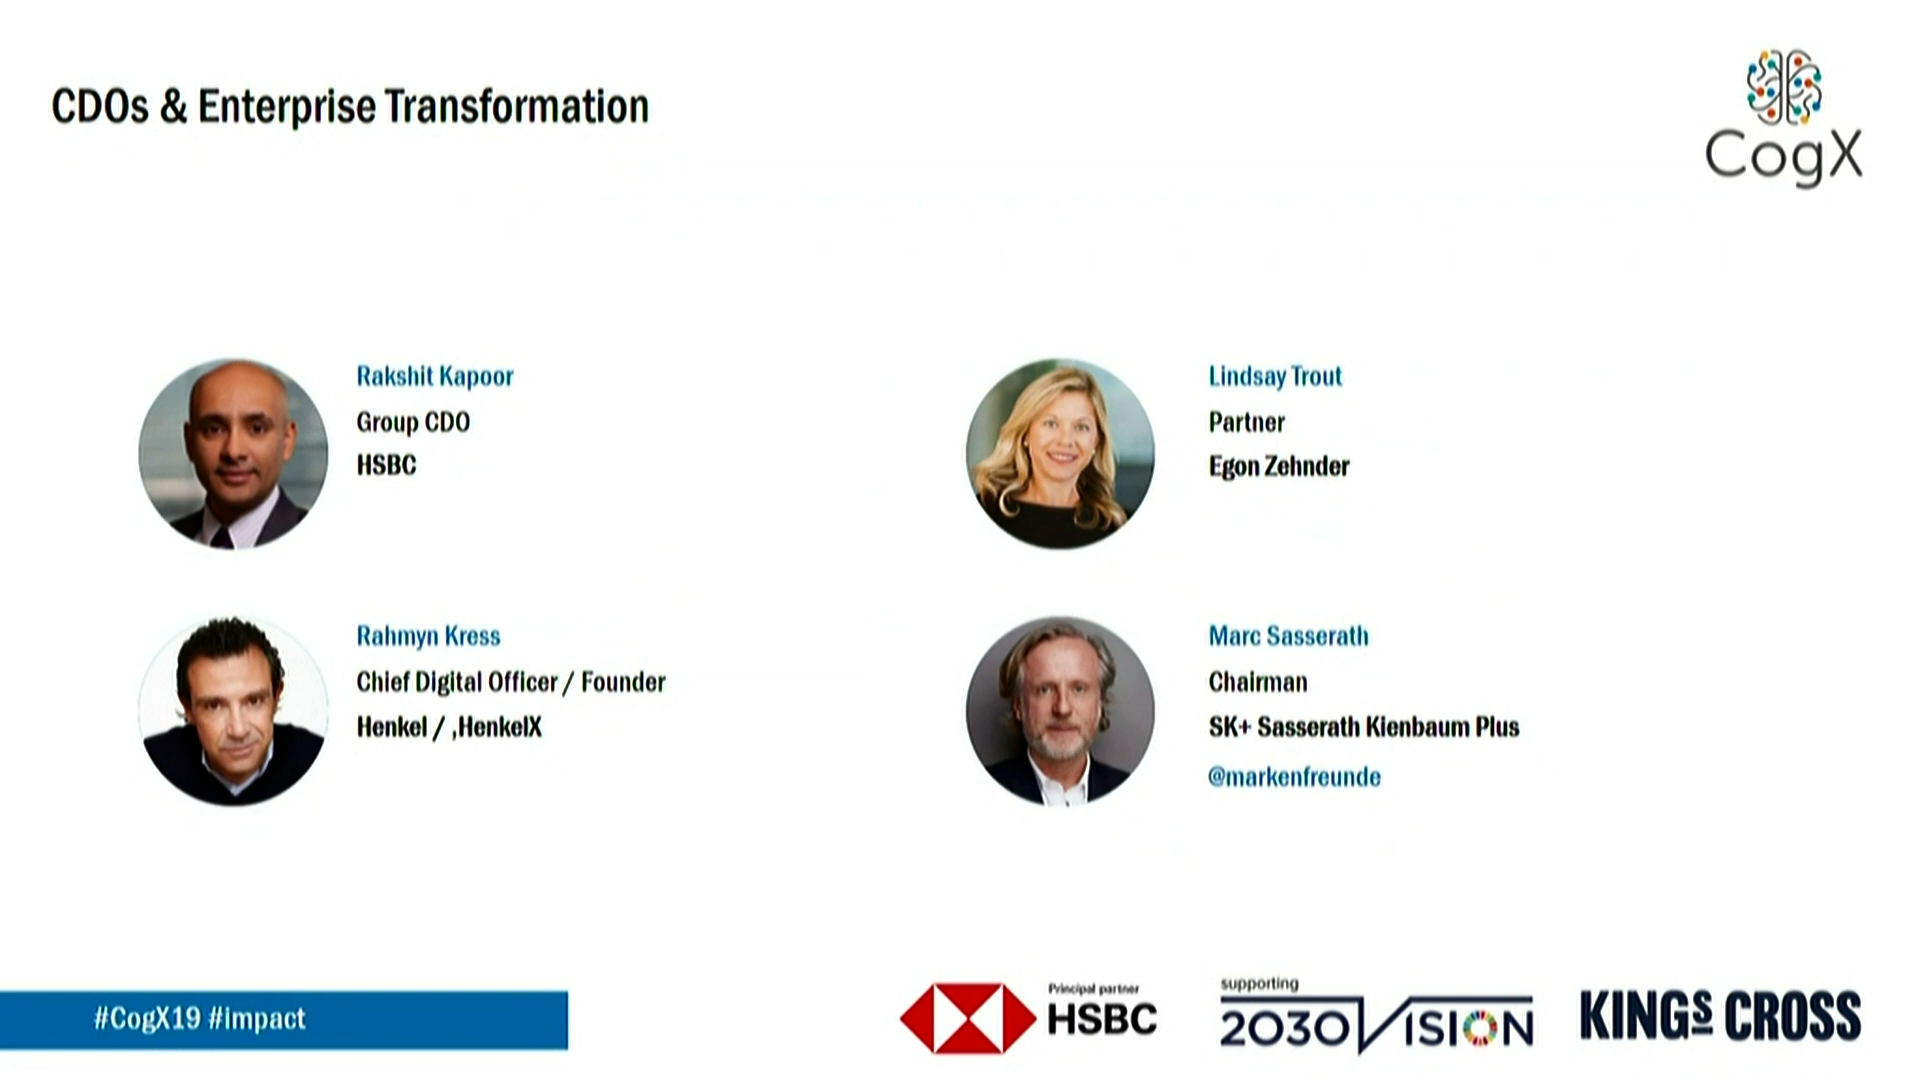 CDOs & Enterprise Transformation
CogX
Rakshit Kapoor
Group CDO
HSBC
Lindsay Trout
Partner
Egon Zehnder
Rahmyn Kress
Chief Digital Officer / Founder
Henkel / ,HenkelX
Marc Sasserath
Chairman
SK+ Sasserath Kienbaum Plus
@markenfreunde
#CogX19 #impact
Principal partner
HSBC
supporting
2030VISION
KINGS CROSS